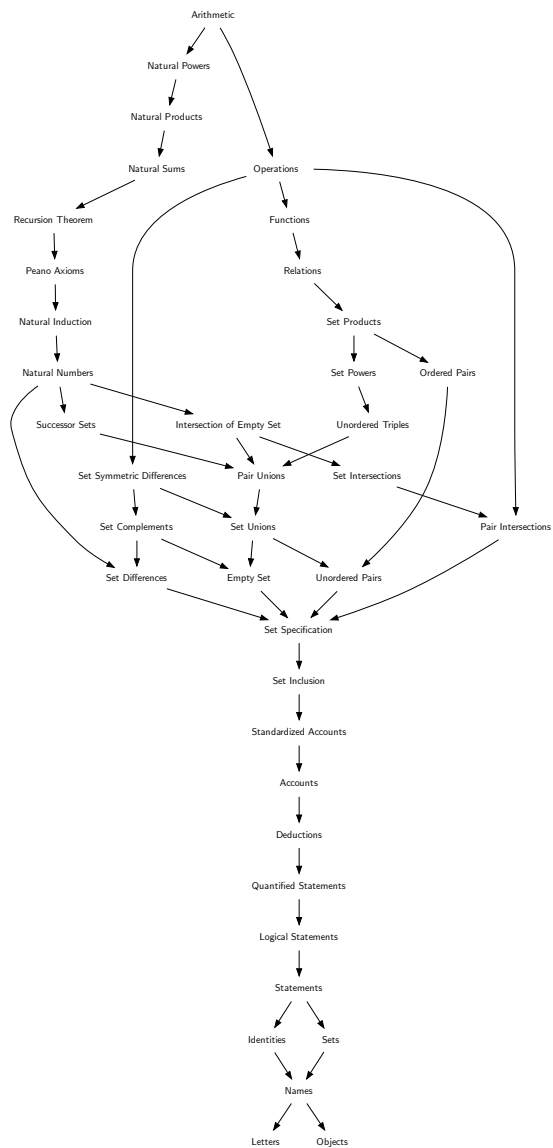 Arithmetic
Natural Powers
Natural Products
Natural Sums
Operations
Recursion Theorem
Functions
Peano Axioms
Relations
Natural Induction
Set Products
Natural Numbers
Set Powers
Ordered Pairs
Successor Sets
Intersection of Empty Set
Unordered Triples
Set Symmetric Differences
Pair Unions
Set Intersections
Set Complements
Set Unions
Pair Intersections
Set Differences
Empty Set
Unordered Pairs
Set Specification
Set Inclusion
Standardized Accounts
Accounts
Deductions
Quantified Statements
Logical Statements
Statements
Identities
Sets
Names
Letters
Objects